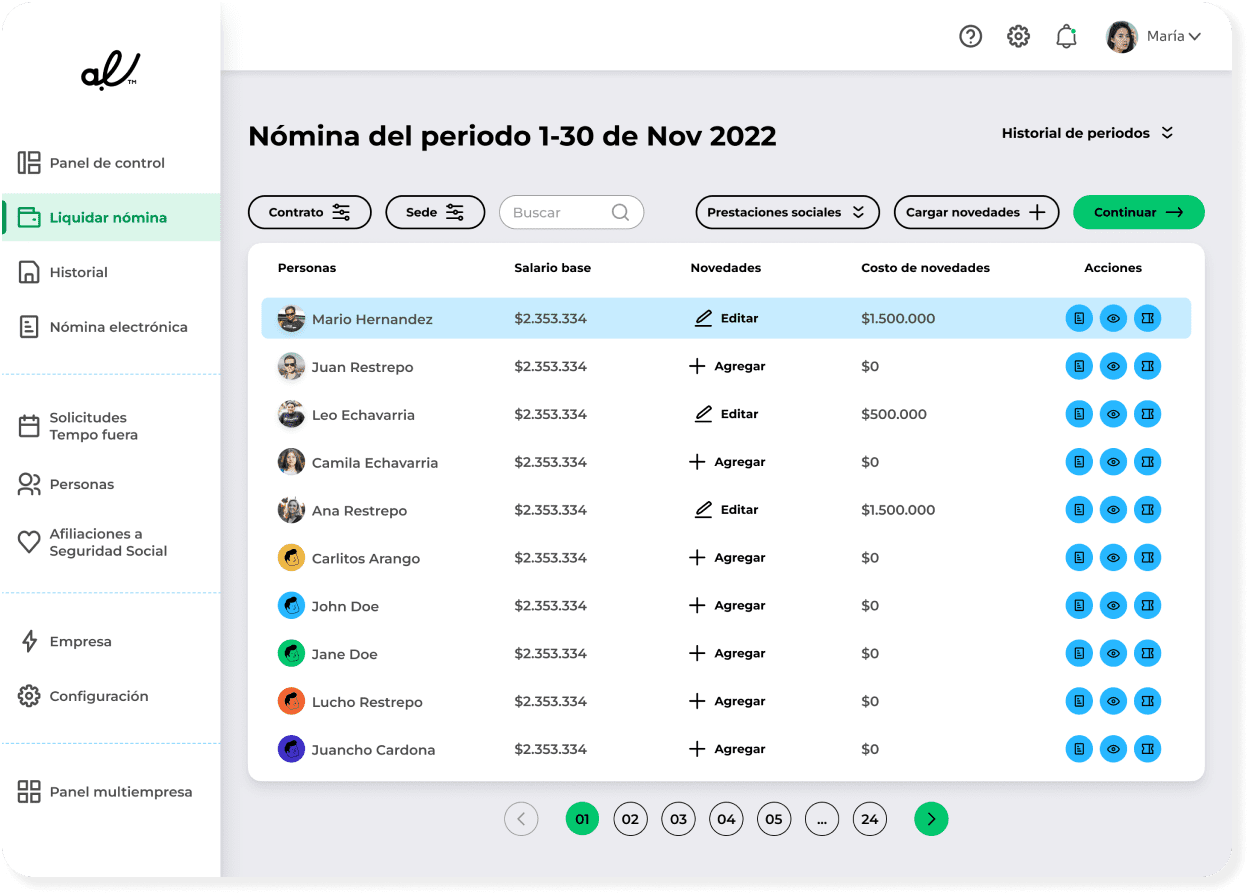 María
al TM
Panel de control
Liquidar nómina
Historial
Nómina electrónica
Solicitudes
Tempo fuera
Personas
Afiliaciones a
Seguridad Social
Empresa
Configuración
Panel multiempresa
Nómina del periodo 1-30 de Nov 2022
Historial de periodos
Contrato Sede Buscar Prestaciones sociales Cargar novedades Continuar
Personas Salario base Novedades Costo de novedades Acciones
Mario Hernandez $2.353.334 Editar $1.500.000
Juan Restrepo $2.353.334 Agregar $0
Leo Echavarria $2.353.334 Editar $500.000
Camila Echavarria $2.353.334 Agregar $0
Ana Restrepo $2.353.334 Editar $1.500.000
Carlitos Arango $2.353.334 Agregar $0
John Doe $2.353.334 Agregar $0
Jane Doe $2.353.334 Agregar $0
Lucho Restrepo $2.353.334 Agregar $0
Juancho Cardona $2.353.334 Agregar $0
01 02 03 04 05 ... 24